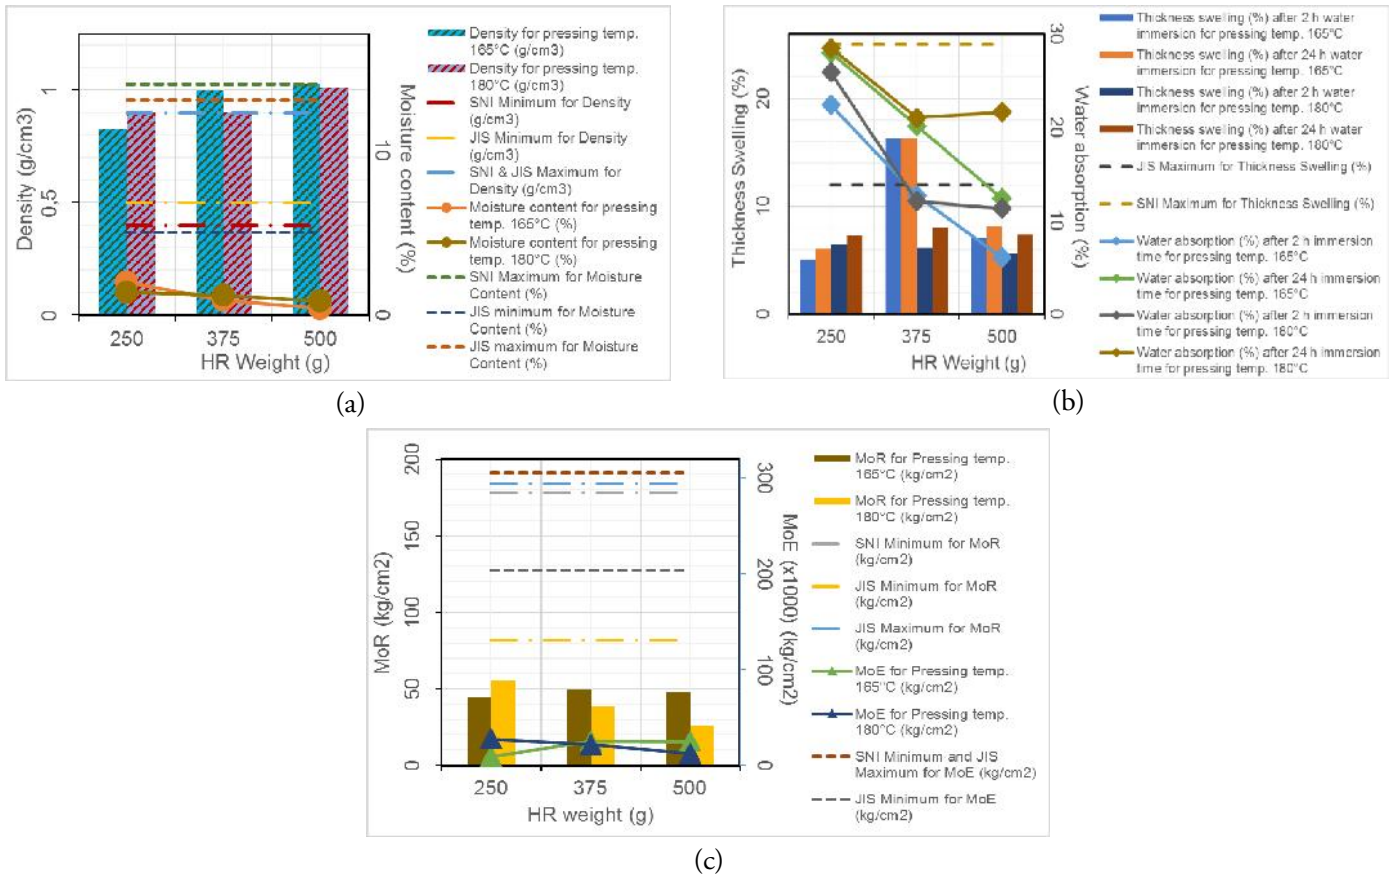 1
0.5
0
Density (g/cm3)
10
0
Moisture content (%)
250
375
500
HR Weight (g)
Density for pressing temp.
165°C (g/cm3)
Density for pressing temp.
180°C (g/cm3)
SNI Minimum for Density
(g/cm3)
JIS Minimum for Density
(g/cm3)
SNI & JIS Maximum for
Density (g/cm3)
Moisture content for pressing
temp. 165°C (%)
Moisture content for pressing
temp. 180°C (%)
SNI Maximum for Moisture
Content (%)
JIS minimum for Moisture
Content (%)
JIS maximum for Moisture
Content (%)
(a)
20
10
0
Thickness Swelling (%)
30
20
10
0
Water absorption (%)
250
375
500
HR Weight (g)
Thickness swelling (%) after 2 h water
immersion for pressing temp. 165°C
Thickness swelling (%) after 24 h water
immersion for pressing temp. 165°C
Thickness swelling (%) after 2 h water
immersion for pressing temp. 180°C
Thickness swelling (%) after 24 h water
immersion for pressing temp. 180°C
JIS Maximum for Thickness Swelling (%)
SNI Maximum for Thickness Swelling (%)
Water absorption (%) after 2 h immersion
time for pressing temp. 165°C
Water absorption (%) after 24 h immersion
time for pressing temp. 165°C
Water absorption (%) after 2 h immersion
time for pressing temp. 180°C
Water absorption (%) after 24 h immersion
time for pressing temp. 180°C
(b)
200
150
100
50
0
MoR (kg/cm2)
300
200
100
0
MoE (x1000) (kg/cm2)
250
375
500
HR weight (g)
MoR for Pressing temp.
165°C (kg/cm2)
MoR for Pressing temp.
180°C (kg/cm2)
SNI Minimum for MoR
(kg/cm2)
JIS Minimum for MoR
(kg/cm2)
JIS Maximum for MoR
(kg/cm2)
MoE for Pressing temp.
165°C (kg/cm2)
MoE for Pressing temp.
180°C (kg/cm2)
SNI Minimum and JIS
Maximum for MoE (kg/cm2)
JIS Minimum for MoE
(kg/cm2)
(c)